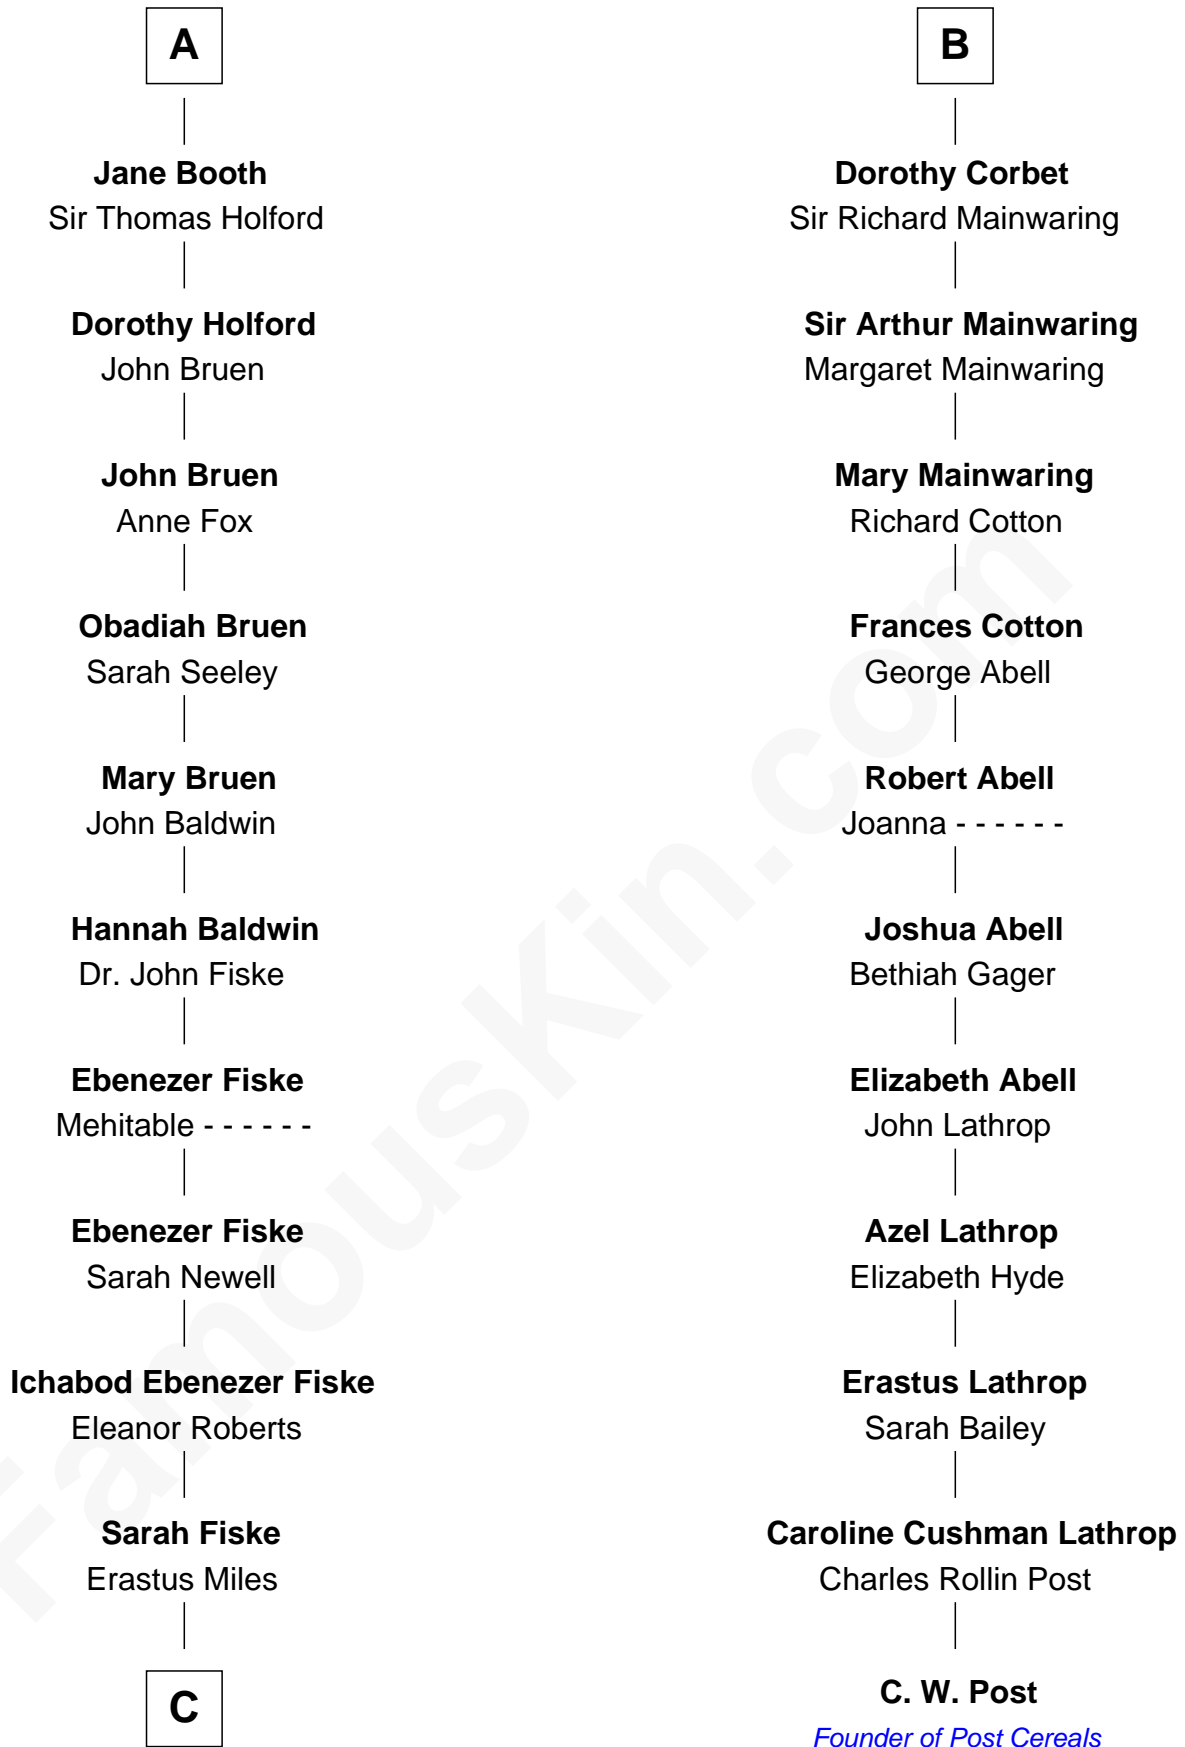 A
Jane Booth
Sir Thomas Holford
Dorothy Holford
John Bruen
John Bruen
Anne Fox
Obadiah Bruen
Sarah Seeley
Mary Bruen
John Baldwin
Hannah Baldwin
Dr. John Fiske
Ebenezer Fiske
Mehitable - - - - - -
Ebenezer Fiske
Sarah Newell
Ichabod Ebenezer Fiske
Eleanor Roberts
Sarah Fiske
Erastus Miles
C
B
Dorothy Corbet
Sir Richard Mainwaring
Sir Arthur Mainwaring
Margaret Mainwaring
Mary Mainwaring
Richard Cotton
Frances Cotton
George Abell
Robert Abell
Joanna - - - - - -
Joshua Abell
Bethiah Gager
Elizabeth Abell
John Lathrop
Azel Lathrop
Elizabeth Hyde
Erastus Lathrop
Sarah Bailey
Caroline Cushman Lathrop
Charles Rollin Post
C. W. Post
Founder of Post Cereals
FamousKin.com